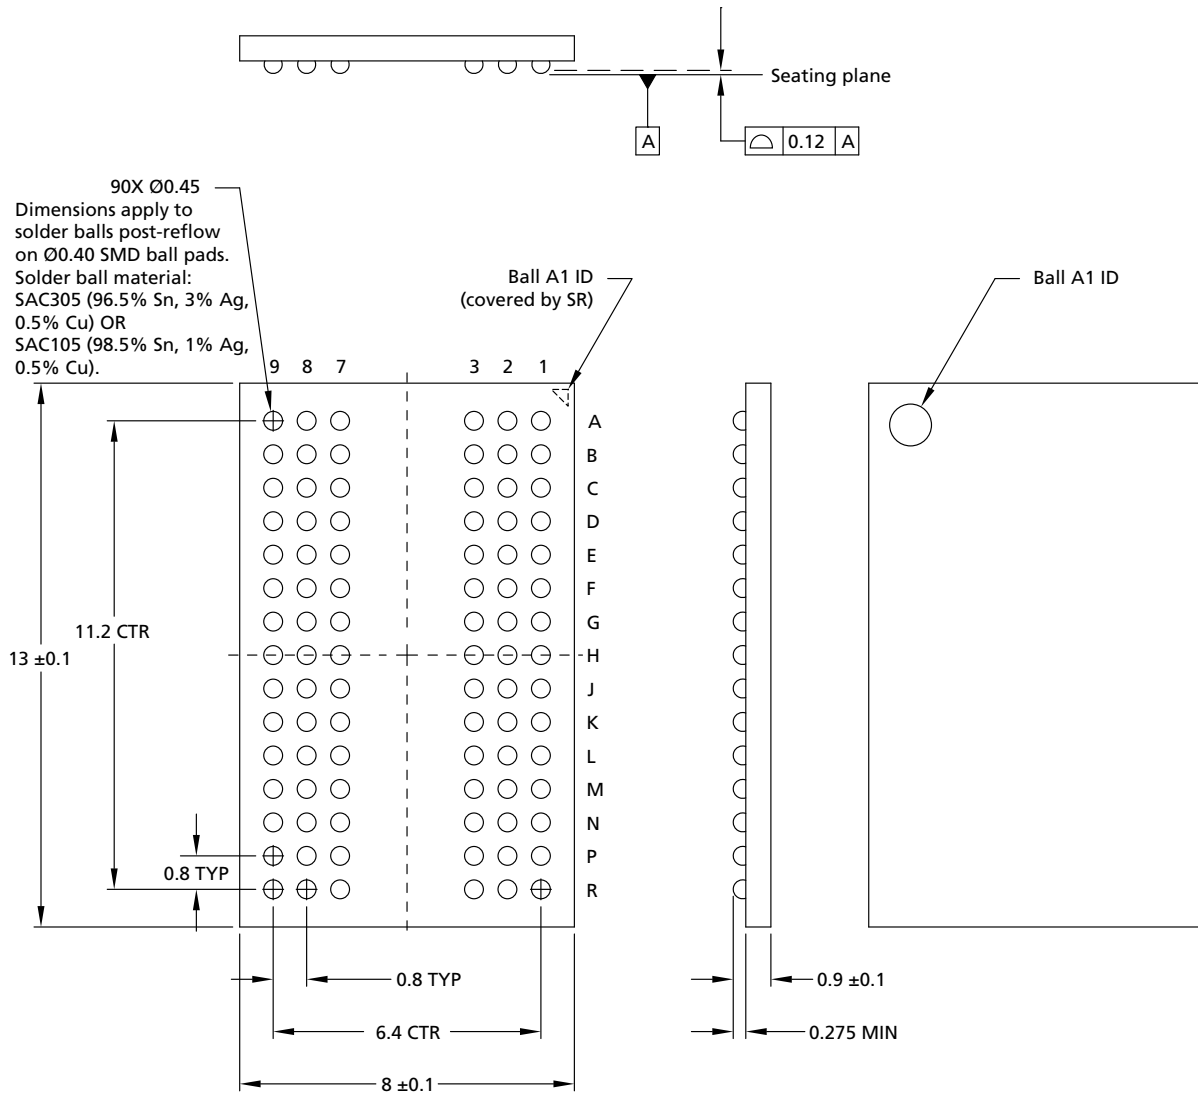 Seating plane
A
0.12 A
90X Ø0.45
Dimensions apply to
solder balls post-reflow
on Ø0.40 SMD ball pads.
Solder ball material:
SAC305 (96.5% Sn, 3% Ag,
0.5% Cu) OR
SAC105 (98.5% Sn, 1% Ag,
0.5% Cu).
Ball A1 ID
(covered by SR)
Ball A1 ID
9 8 7 3 2 1
A
B
C
D
E
F
G
H
J
K
L
M
N
P
R
11.2 CTR
13 ±0.1
0.8 TYP
0.8 TYP
0.9 ±0.1
6.4 CTR
0.275 MIN
8 ±0.1